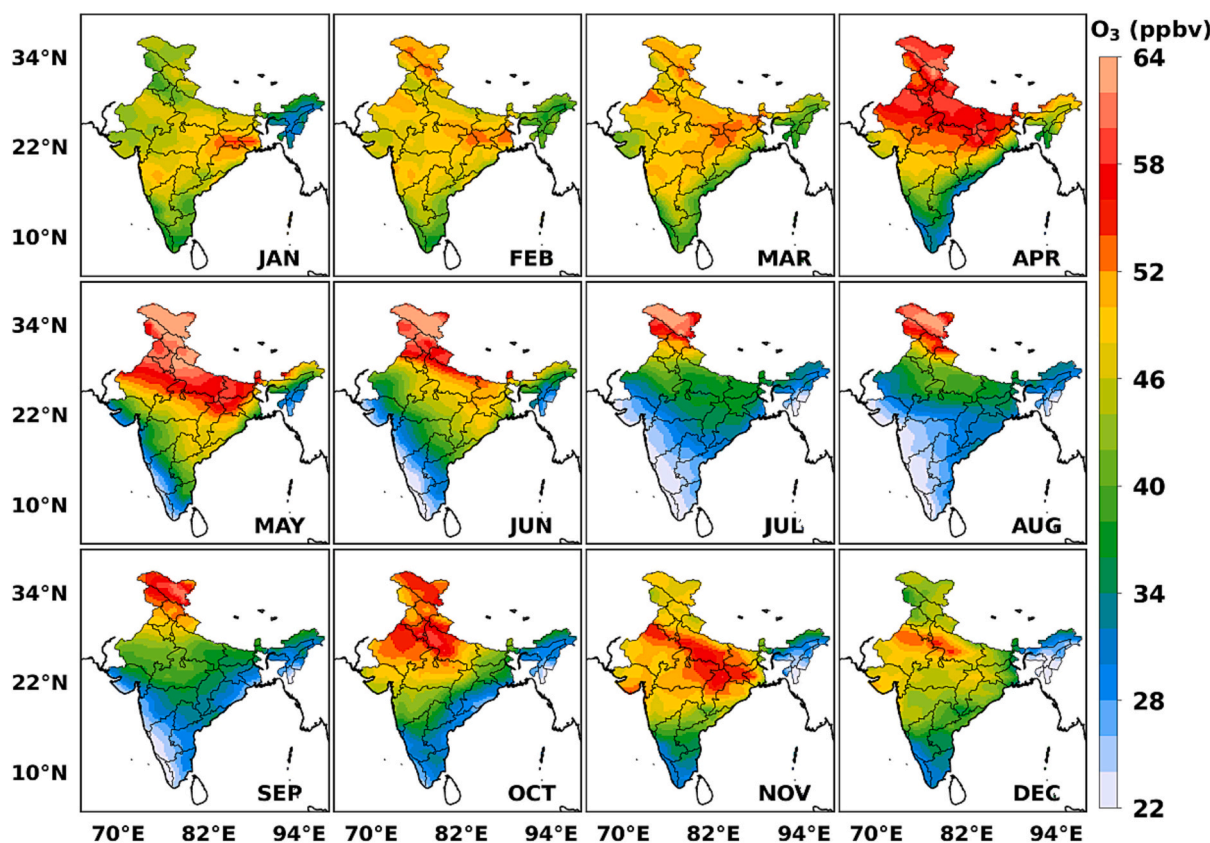 O₃ (ppbv)
34°N
22°N
10°N
JAN
FEB
MAR
APR
34°N
22°N
10°N
MAY
JUN
JUL
AUG
34°N
22°N
10°N
SEP
OCT
NOV
DEC
70°E 82°E 94°E
70°E 82°E 94°E
70°E 82°E 94°E
70°E 82°E 94°E
64
58
52
46
40
34
28
22